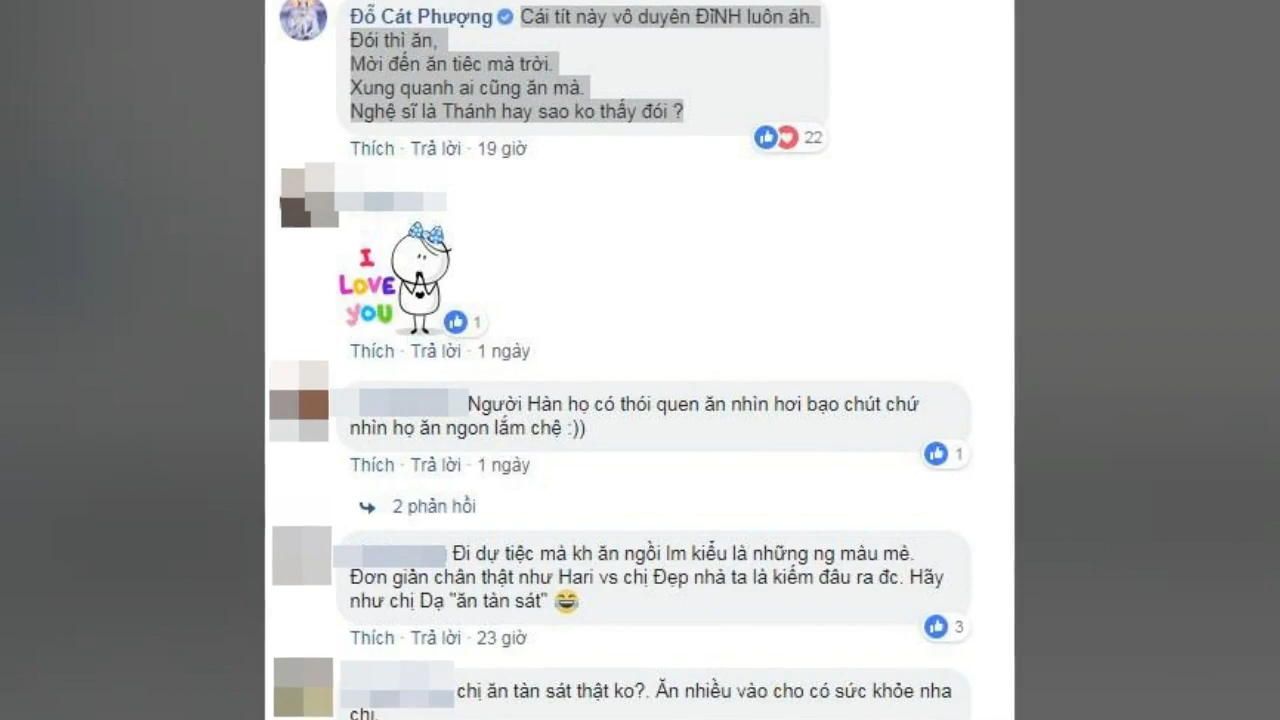 Đỗ Cát Phượng Cái tít này vô duyên ĐĨNH luôn áh.
Đói thì ăn,
Mời đến ăn tiệc mà trời.
Xung quanh ai cũng ăn mà.
Nghệ sĩ là Thánh hay sao ko thấy đói ?
22
Thích · Trả lời · 19 giờ
I
LOVE
YOU
1
Thích · Trả lời · 1 ngày
Người Hàn họ có thói quen ăn nhìn hơi bạo chút chứ
nhìn họ ăn ngon lắm chệ :))
1
Thích · Trả lời · 1 ngày
2 phản hồi
Đi dự tiệc mà kh ăn ngồi Im kiểu là những ng màu mè.
Đơn giản chân thật như Hari vs chị Đẹp nhà ta là kiếm đâu ra đc. Hãy
như chị Dạ "ăn tàn sát" 😄
3
Thích · Trả lời · 23 giờ
chị ăn tàn sát thật ko?. Ăn nhiều vào cho có sức khỏe nha
chị.